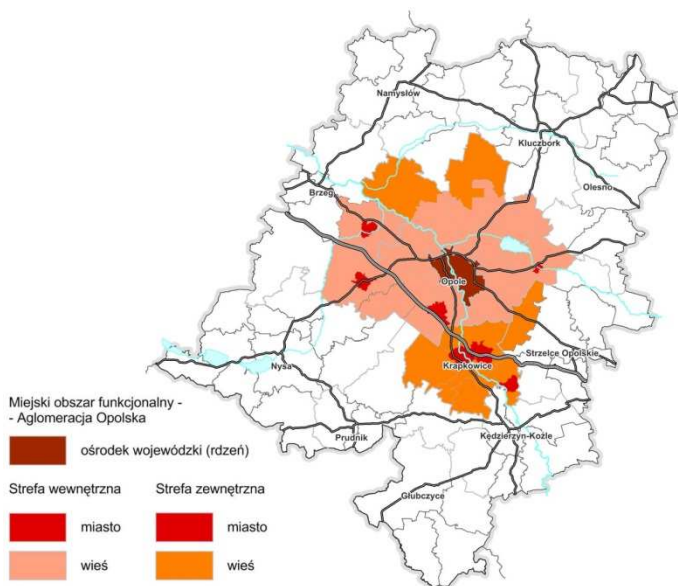 Namysłów
Kluczbork
Olesno
Brzeg
Opole
Strzelce Opolskie
Nysa
Krapkowice
Miejski obszar funkcjonalny -
- Aglomeracja Opolska
Prudnik
Kędzierzyn-Koźle
ośrodek wojewódzki (rdzeń)
Strefa wewnętrzna
Strefa zewnętrzna
Głubczyce
miasto
miasto
wieś
wieś